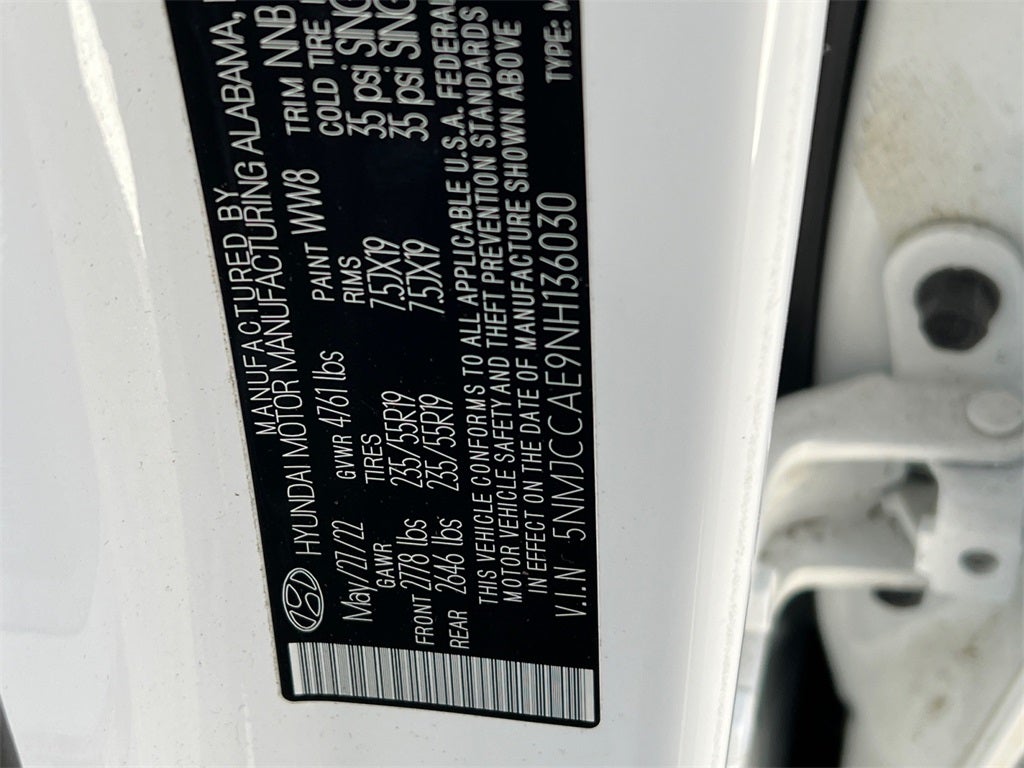 MANUFACTURED BY
HYUNDAI MOTOR MANUFACTURING ALABAMA,
May/27/22 GVWR 4761 lbs PAINT WW8 TRIM NNB
GAWR TIRES RIMS COLD TIRE
FRONT 2778 lbs 235/55R19 7.5JX19 35 psi SING
REAR 2646 lbs 235/55R19 7.5JX19 35 psi SING
THIS VEHICLE CONFORMS TO ALL APPLICABLE U.S.A. FEDERAL
MOTOR VEHICLE SAFETY AND THEFT PREVENTION STANDARDS
IN EFFECT ON THE DATE OF MANUFACTURE SHOWN ABOVE
V.I.N 5NMJCCAE9NH136030 TYPE: